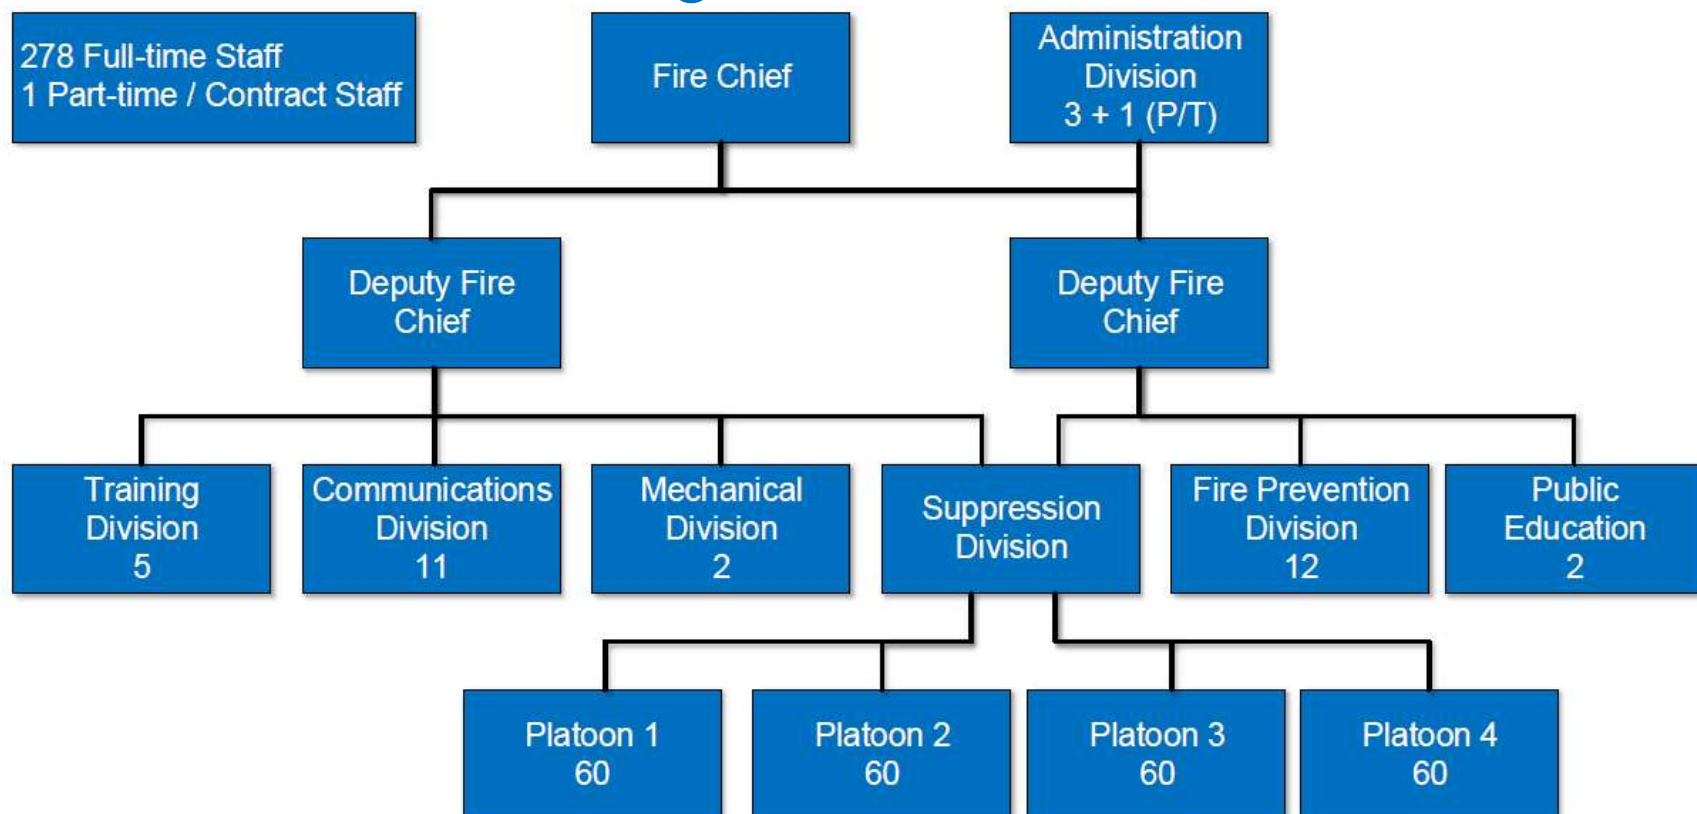 278 Full-time Staff
1 Part-time / Contract Staff
Fire Chief
Administration
Division
3 + 1 (P/T)
Deputy Fire
Chief
Deputy Fire
Chief
Training
Division
5
Communications
Division
11
Mechanical
Division
2
Suppression
Division
Fire Prevention
Division
12
Public
Education
2
Platoon 1
60
Platoon 2
60
Platoon 3
60
Platoon 4
60